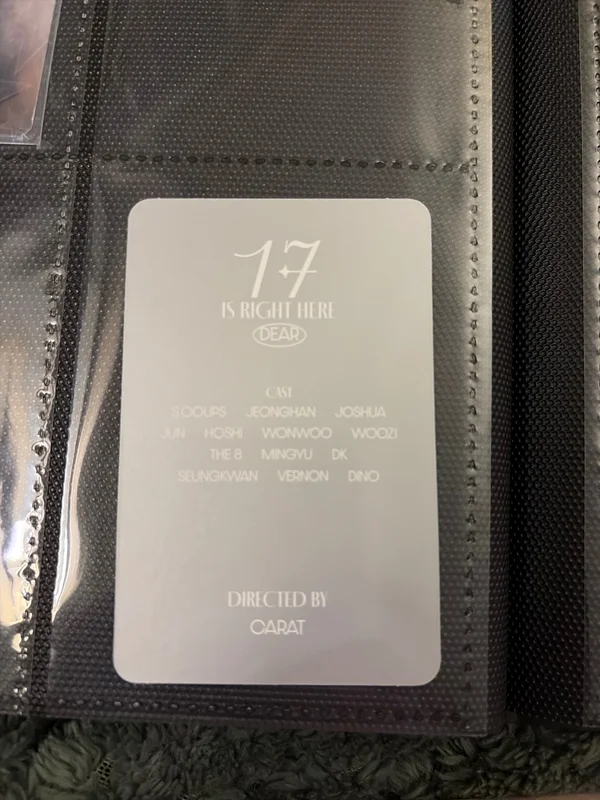 17
IS RIGHT HERE
DEAR
CAST
S.COUPS JEONGHAN JOSHUA
JUN HOSHI WONWOO WOOZI
THE 8 MINGYU DK
SEUNGKWAN VERNON DINO
DIRECTED BY
CARAT